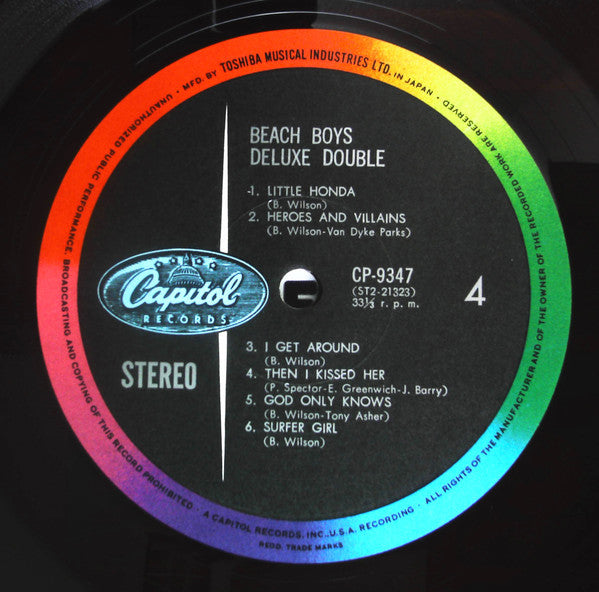 UNAUTHORIZED PUBLIC PERFORMANCE, BROADCASTING AND COPYING OF THIS RECORD PROHIBITED • MFD. BY TOSHIBA MUSICAL INDUSTRIES LTD. IN JAPAN • ALL RIGHTS OF THE MANUFACTURER AND OF THE OWNER OF THE RECORDED WORK ARE RESERVED
BEACH BOYS
DELUXE DOUBLE
1. LITTLE HONDA
(B. Wilson)
2. HEROES AND VILLAINS
(B. Wilson-Van Dyke Parks)
Capitol
RECORDS
CP-9347
(ST2-21323)
33⅓ r. p. m.
4
STEREO
3. I GET AROUND
(B. Wilson)
4. THEN I KISSED HER
(P. Spector-E. Greenwich-J. Barry)
5. GOD ONLY KNOWS
(B. Wilson-Tony Asher)
6. SURFER GIRL
(B. Wilson)
• A CAPITOL RECORDS, INC., U.S.A. RECORDING •
REGD. TRADE MARKS